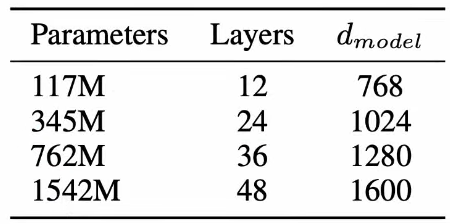 Parameters Layers d_model
117M 12 768
345M 24 1024
762M 36 1280
1542M 48 1600